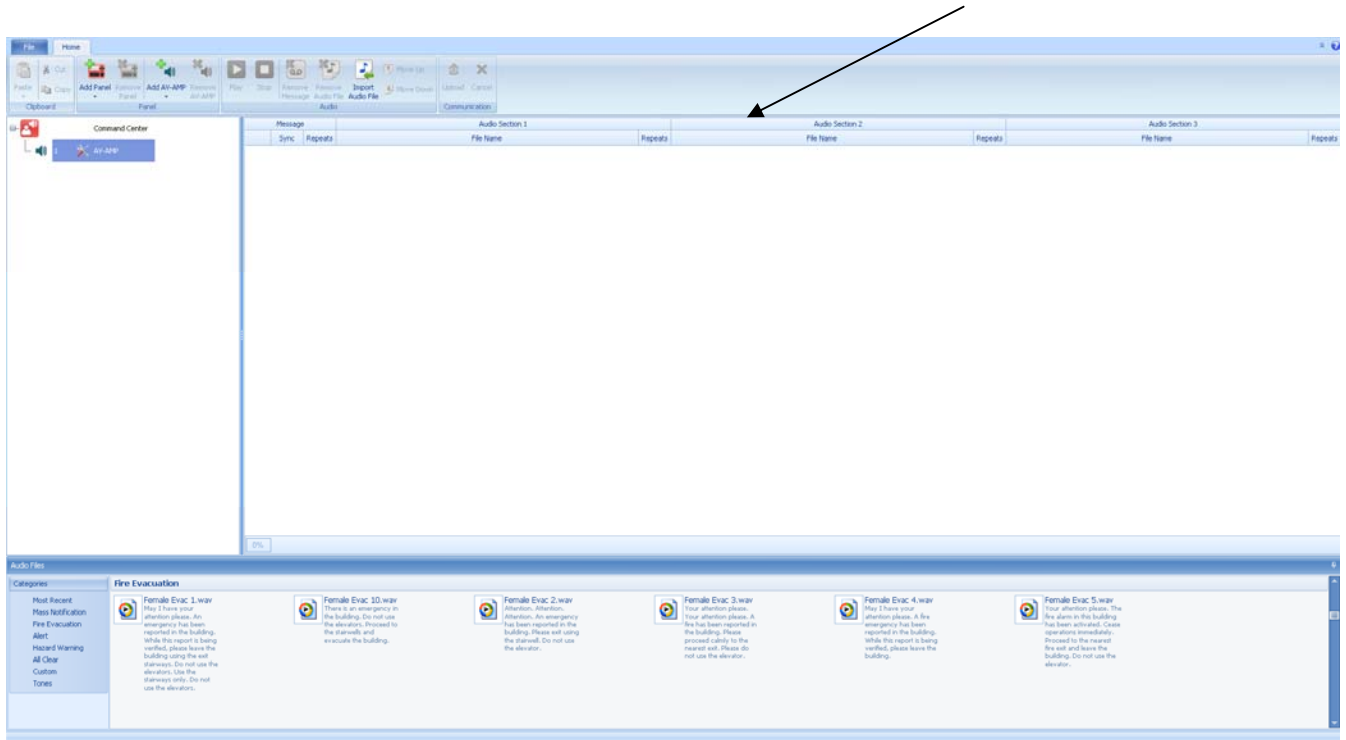 File Home
Paste Cut Copy
Clipboard
Add Panel Remove Panel Add AV-AMP Remove AV-AMP
Panel
Play Stop Remove Message Remove Audio File Import Audio File Move Up Move Down
Audio
Upload Cancel
Communication
Command Center
1 AV-AMP
Message Audio Section 1 Audio Section 2 Audio Section 3
Sync Repeats File Name Repeats File Name Repeats File Name Repeats
0%
Audio Files
Categories
Most Recent
Mass Notification
Fire Evacuation
Alert
Hazard Warning
All Clear
Custom
Tones
Fire Evacuation
Female Evac 1.wav
May I have your
attention please. An
emergency has been
reported in the building.
While this report is being
verified, please leave the
building using the exit
stairways. Do not use the
elevators. Use the
stairways only. Do not
use the elevators.
Female Evac 10.wav
There is an emergency in
the building. Do not use
the elevators. Proceed to
the stairwells and
evacuate the building.
Female Evac 2.wav
Attention. Attention.
Attention. An emergency
has been reported in the
building. Please exit using
the stairwell. Do not use
the elevator.
Female Evac 3.wav
Your attention please.
Your attention please. A
fire has been reported in
the building. Please
proceed calmly to the
nearest exit. Please do
not use the elevator.
Female Evac 4.wav
May I have your
attention please. A fire
emergency has been
reported in the building.
While this report is being
verified, please leave the
building.
Female Evac 5.wav
Your attention please. The
fire alarm in this building
has been activated. Cease
operations immediately.
Proceed to the nearest
fire exit and leave the
building. Do not use the
elevator.